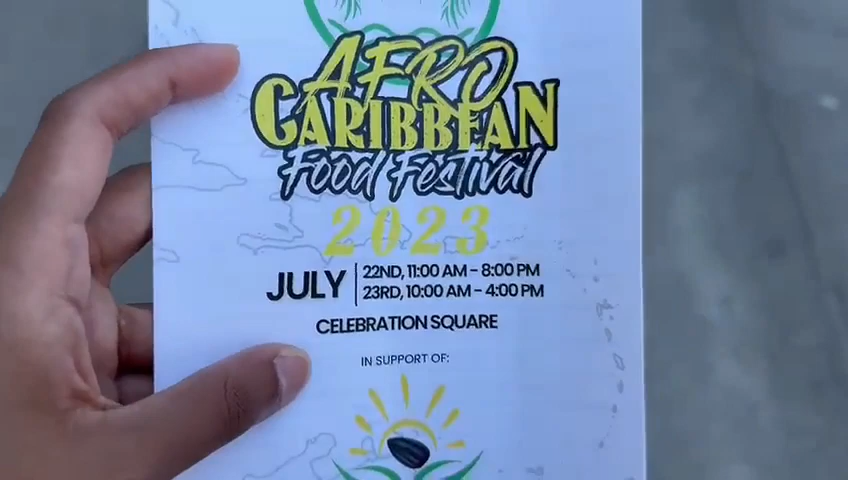 AFRO
CARIBBEAN
Food Festival
2023
JULY
22ND, 11:00 AM - 8:00 PM
23RD, 10:00 AM - 4:00 PM
CELEBRATION SQUARE
IN SUPPORT OF: